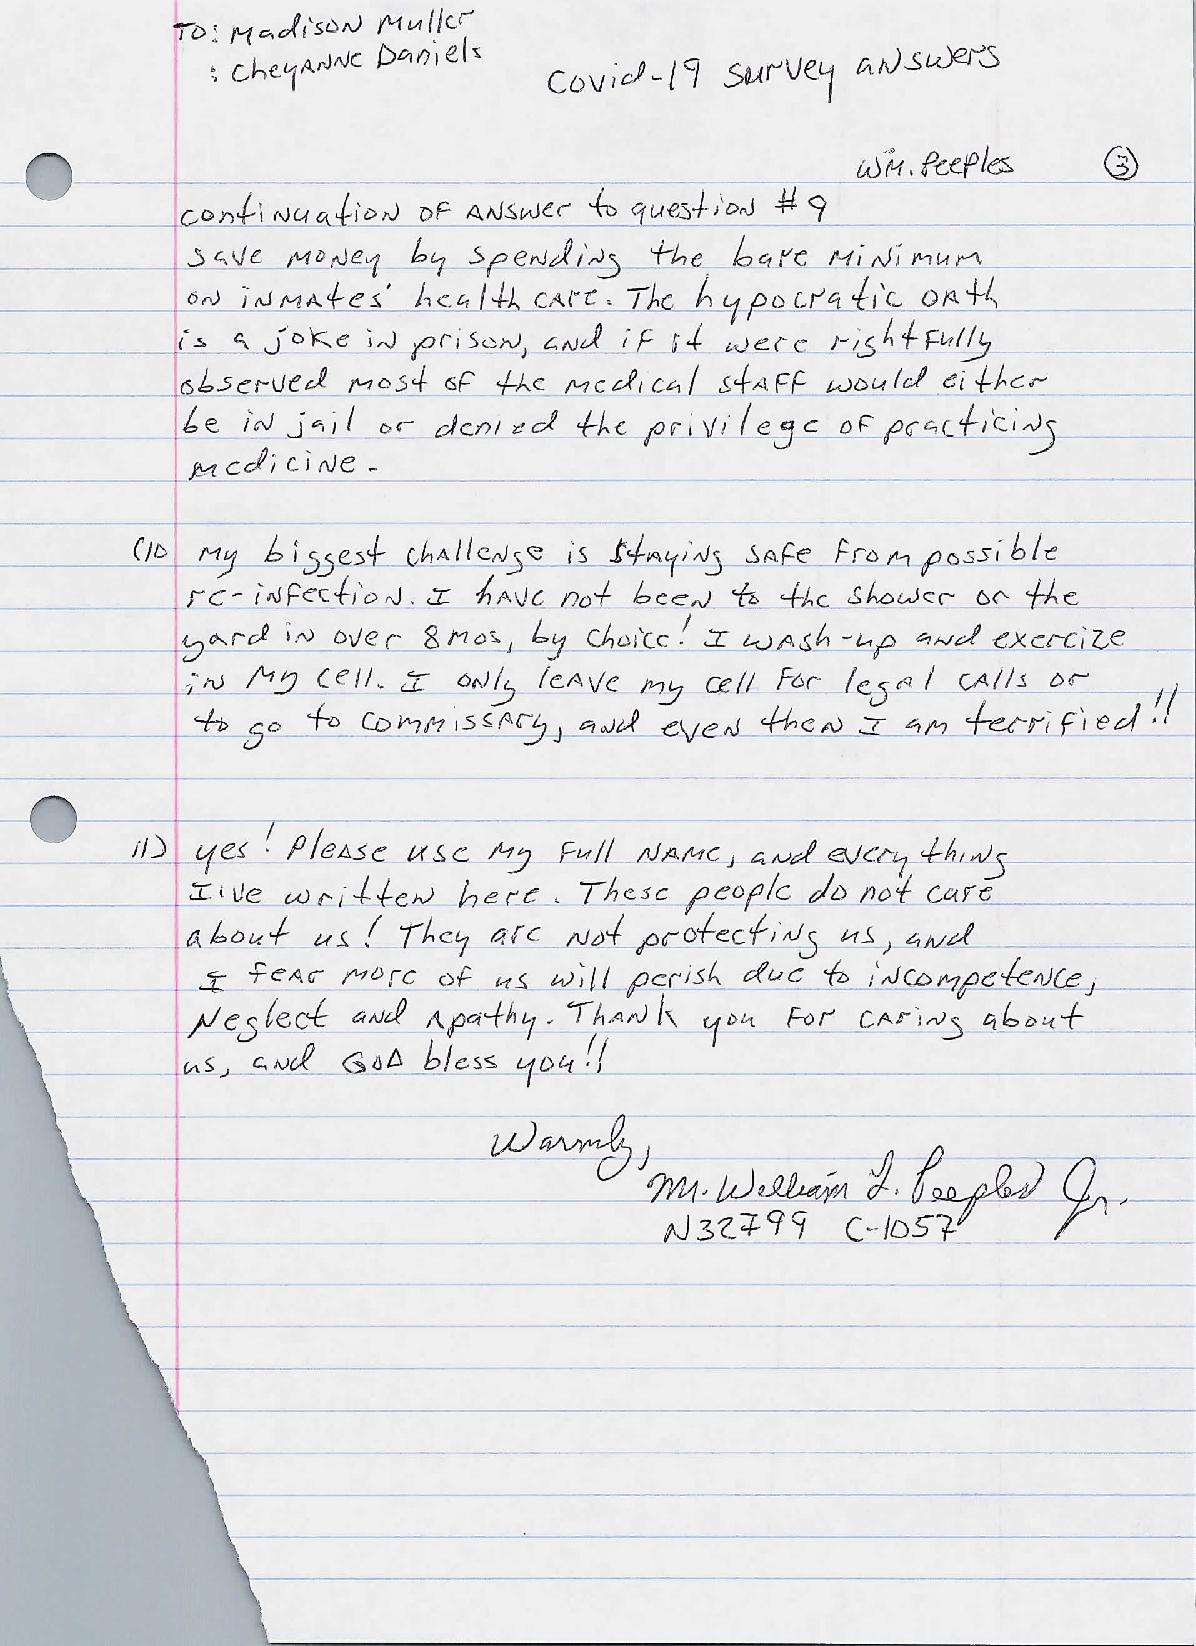 TO: Madison Muller
: Cheyanne Daniels
Covid-19 survey answers
WM. Peeples ③
continuation of answer to question #9
save money by spending the bare minimum
on inmates' health care. The hypocratic oath
is a joke in prison, and if it were rightfully
observed most of the medical staff would either
be in jail or denied the privilege of practicing
medicine.
(10 My biggest challenge is staying safe from possible
re-infection. I have not been to the shower or the
yard in over 8 mos, by choice! I wash-up and exercize
in my cell. I only leave my cell for legal calls or
to go to commissary, and even then I am terrified!!
11) yes! Please use my full name, and everything
I've written here. These people do not care
about us! They are not protecting us, and
I fear more of us will perish due to incompetence,
neglect and apathy. Thank you for caring about
us, and God bless you!!
Warmly,
Mr. William L. Peeples Jr.
N32799 C-1057